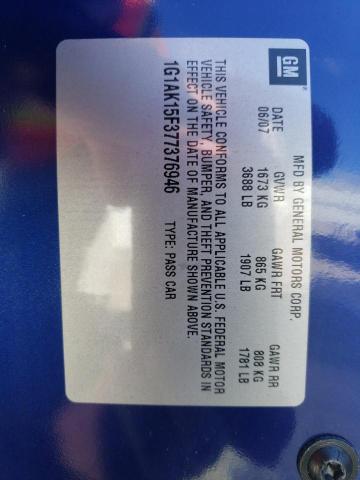 GM
MFD BY GENERAL MOTORS CORP.
DATE GVWR GAWR FRT GAWR RR
06/07 1673 KG 865 KG 808 KG
3688 LB 1907 LB 1781 LB
THIS VEHICLE CONFORMS TO ALL APPLICABLE U.S. FEDERAL MOTOR
VEHICLE SAFETY, BUMPER, AND THEFT PREVENTION STANDARDS IN
EFFECT ON THE DATE OF MANUFACTURE SHOWN ABOVE.
1G1AK15F377376946 TYPE: PASS CAR